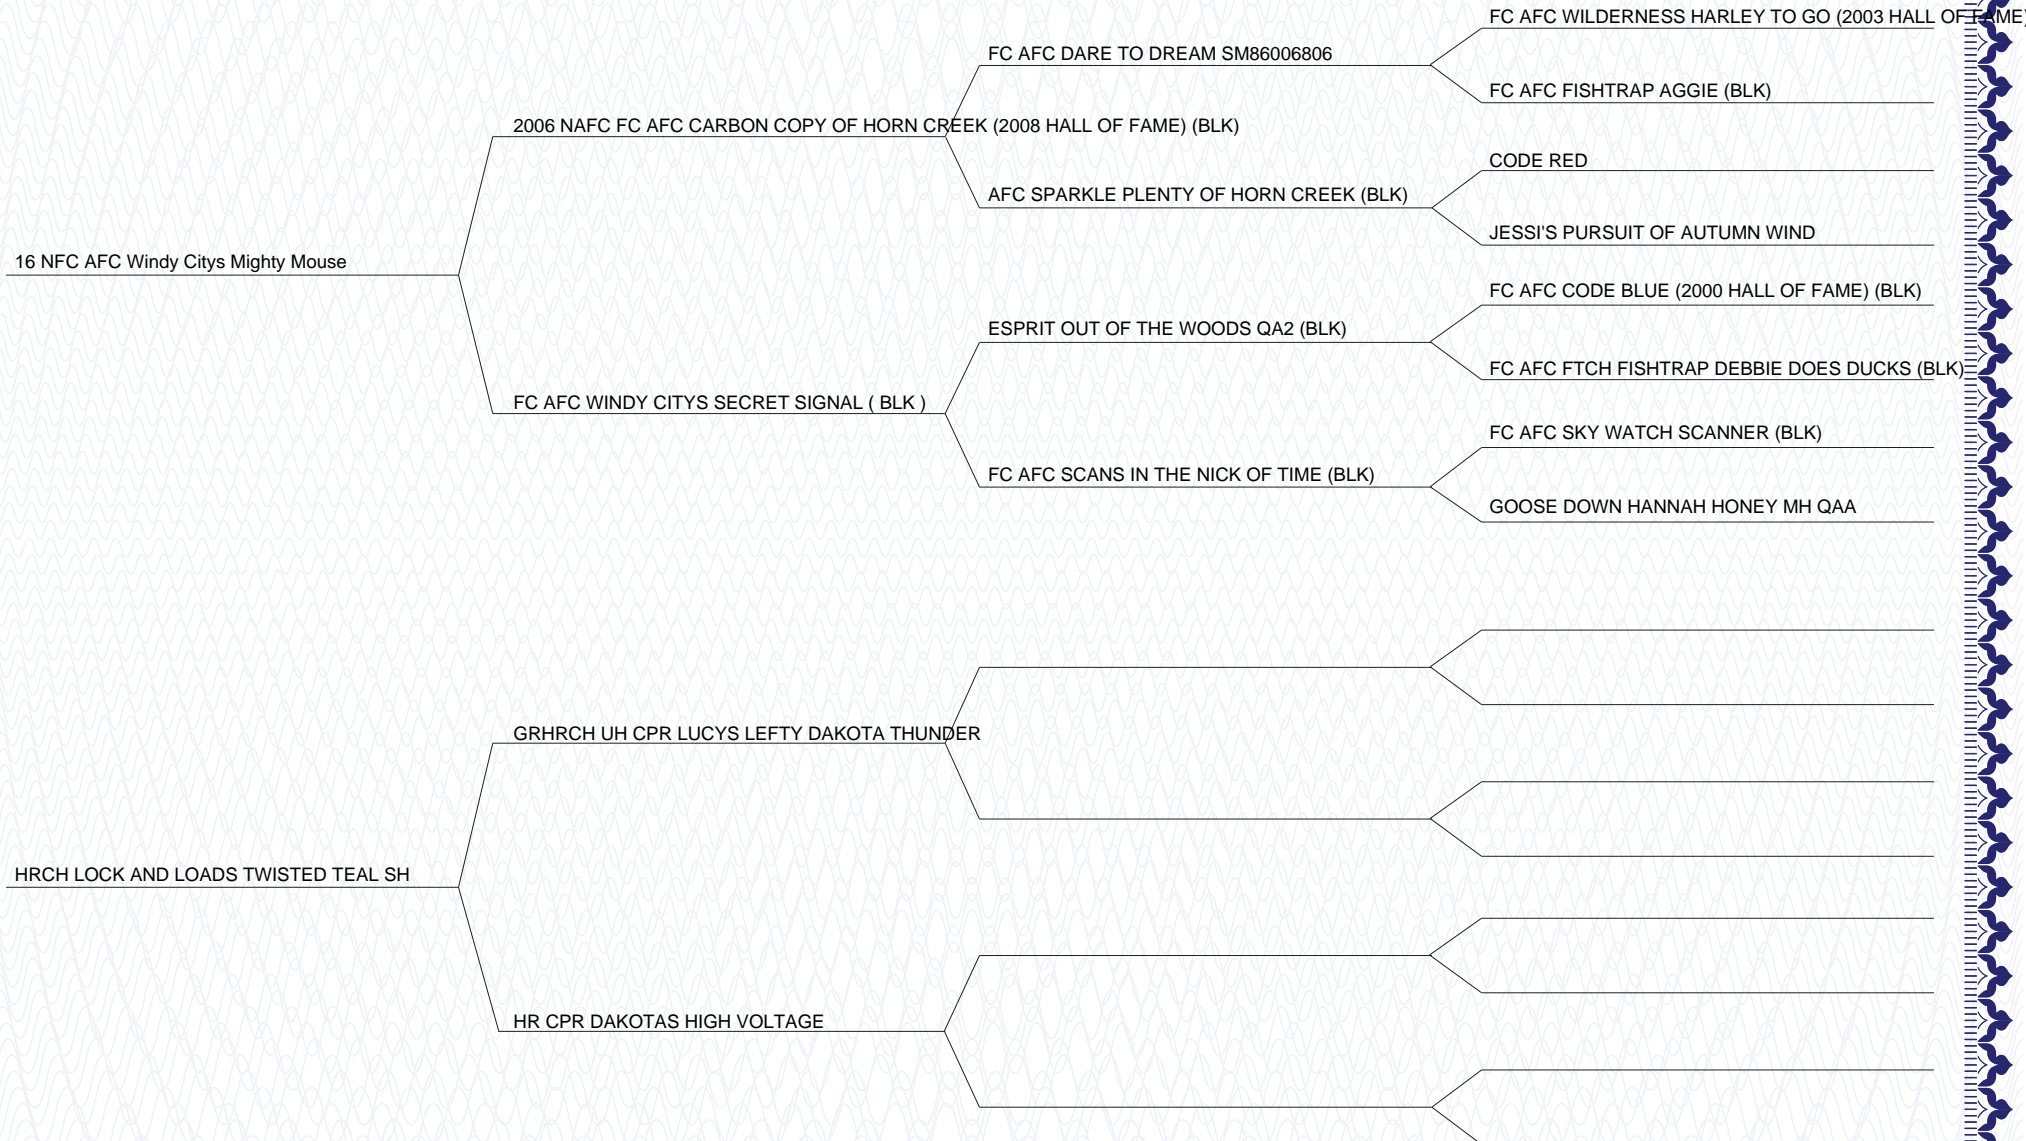 FC AFC WILDERNESS HARLEY TO GO (2003 HALL OF FAME)
FC AFC DARE TO DREAM SM86006806
FC AFC FISHTRAP AGGIE (BLK)
2006 NAFC FC AFC CARBON COPY OF HORN CREEK (2008 HALL OF FAME) (BLK)
CODE RED
AFC SPARKLE PLENTY OF HORN CREEK (BLK)
JESSI'S PURSUIT OF AUTUMN WIND
16 NFC AFC Windy Citys Mighty Mouse
FC AFC CODE BLUE (2000 HALL OF FAME) (BLK)
ESPRIT OUT OF THE WOODS QA2 (BLK)
FC AFC FTCH FISHTRAP DEBBIE DOES DUCKS (BLK)
FC AFC WINDY CITYS SECRET SIGNAL ( BLK )
FC AFC SKY WATCH SCANNER (BLK)
FC AFC SCANS IN THE NICK OF TIME (BLK)
GOOSE DOWN HANNAH HONEY MH QAA
GRHRCH UH CPR LUCYS LEFTY DAKOTA THUNDER
HRCH LOCK AND LOADS TWISTED TEAL SH
HR CPR DAKOTAS HIGH VOLTAGE